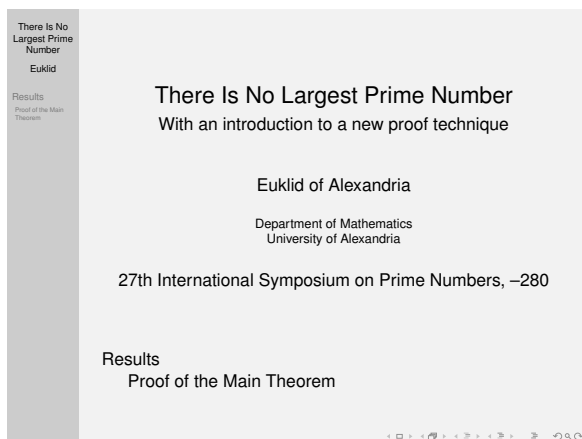 There Is No
Largest Prime
Number
Euklid
Results
Proof of the Main
Theorem
There Is No Largest Prime Number
With an introduction to a new proof technique
Euklid of Alexandria
Department of Mathematics
University of Alexandria
27th International Symposium on Prime Numbers, –280
Results
Proof of the Main Theorem